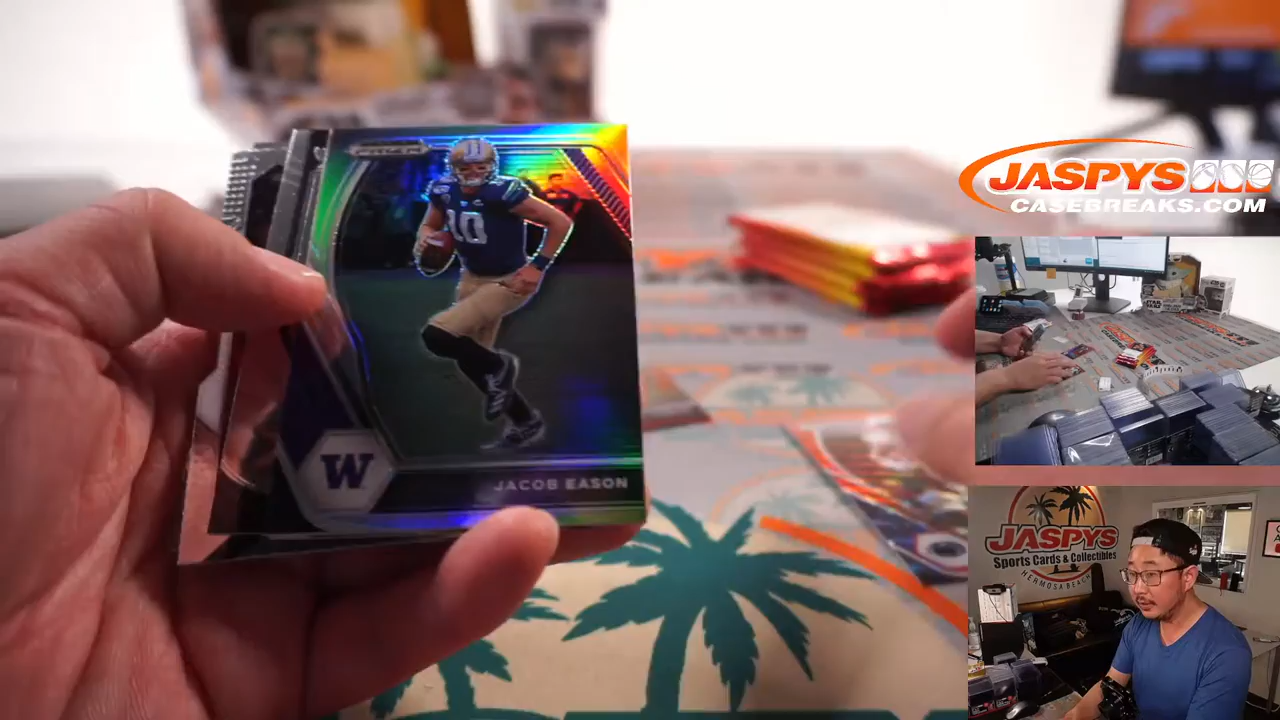 PRIZM
10
W
JACOB EASON
JASPYS
CASEBREAKS.COM
JASPYS
Sports Cards & Collectibles
HERMOSA BEACH